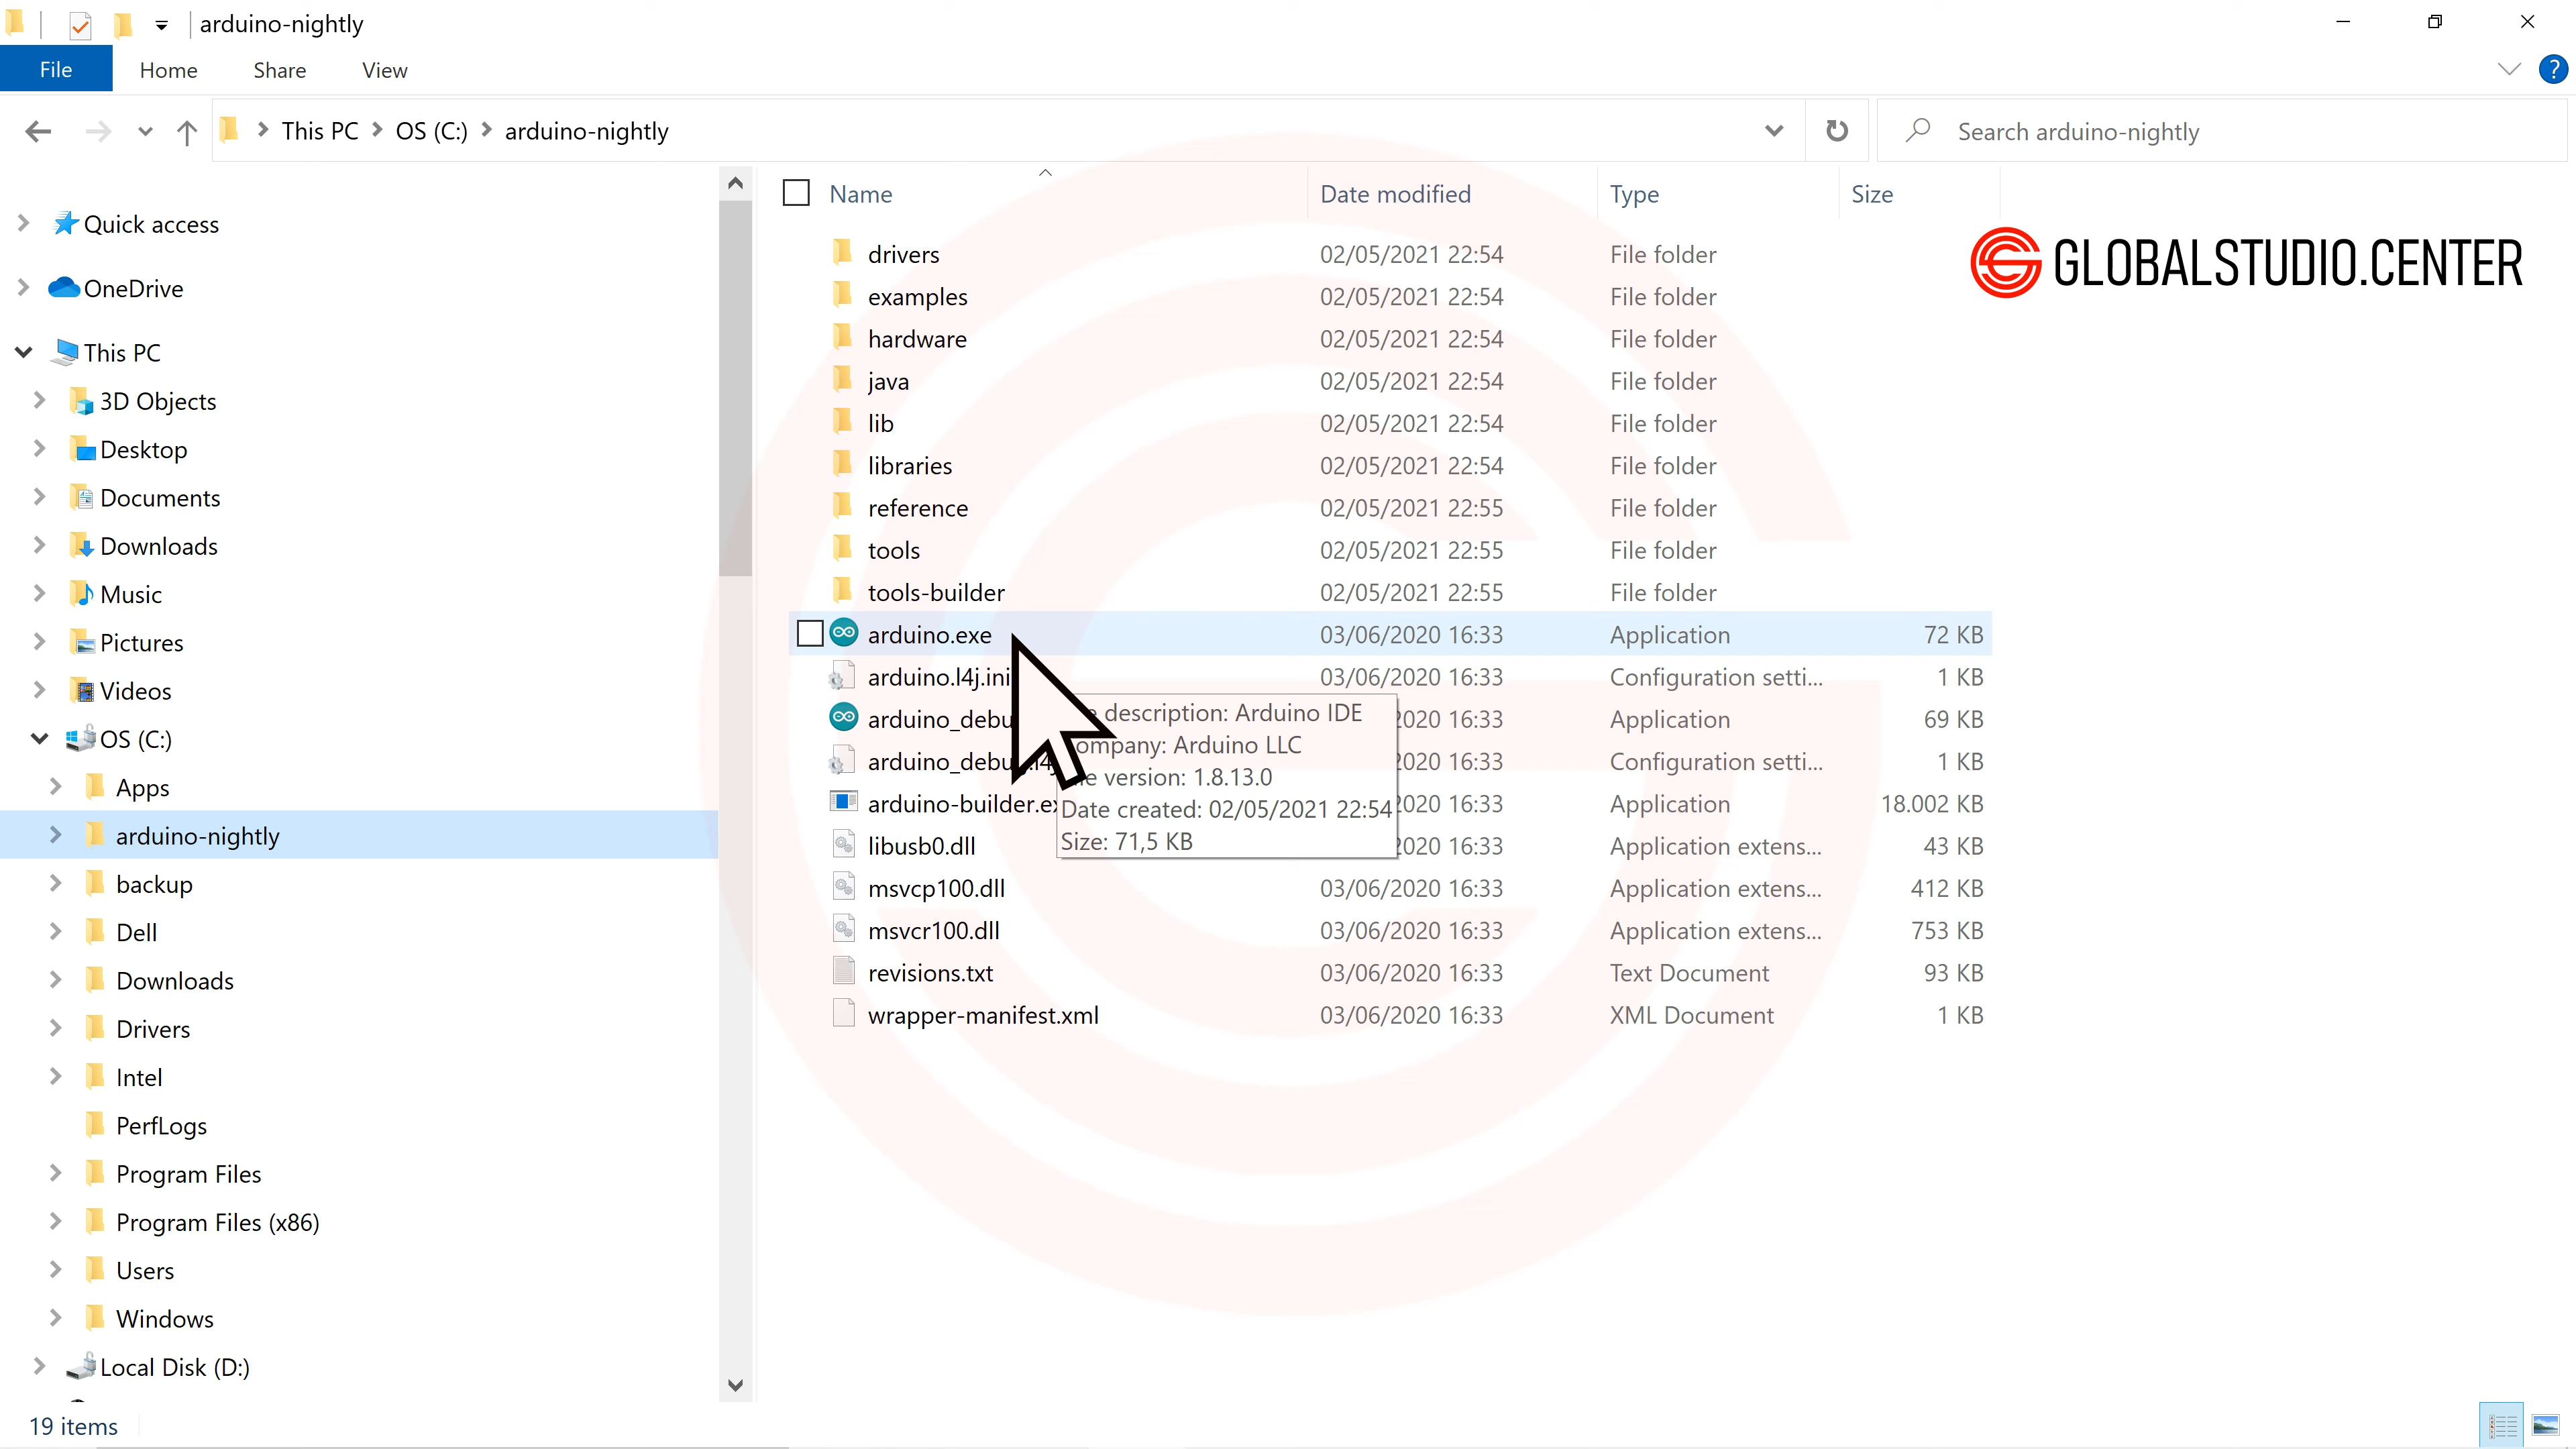 arduino-nightly
File Home Share View
This PC OS (C:) arduino-nightly
Search arduino-nightly
Quick access
OneDrive
This PC
3D Objects
Desktop
Documents
Downloads
Music
Pictures
Videos
OS (C:)
Apps
arduino-nightly
backup
Dell
Downloads
Drivers
Intel
PerfLogs
Program Files
Program Files (x86)
Users
Windows
Local Disk (D:)
Name Date modified Type Size
drivers 02/05/2021 22:54 File folder
examples 02/05/2021 22:54 File folder
hardware 02/05/2021 22:54 File folder
java 02/05/2021 22:54 File folder
lib 02/05/2021 22:54 File folder
libraries 02/05/2021 22:54 File folder
reference 02/05/2021 22:55 File folder
tools 02/05/2021 22:55 File folder
tools-builder 02/05/2021 22:55 File folder
arduino.exe 03/06/2020 16:33 Application 72 KB
arduino.l4j.ini 03/06/2020 16:33 Configuration setti... 1 KB
16:33 Application 69 KB
16:33 Configuration setti... 1 KB
16:33 Application 18.002 KB
libusb0.dll 16:33 Application extens... 43 KB
msvcp100.dll 03/06/2020 16:33 Application extens... 412 KB
msvcr100.dll 03/06/2020 16:33 Application extens... 753 KB
revisions.txt 03/06/2020 16:33 Text Document 93 KB
wrapper-manifest.xml 03/06/2020 16:33 XML Document 1 KB
description: Arduino IDE
Arduino LLC
version: 1.8.13.0
Date created: 02/05/2021 22:54
Size: 71,5 KB
GLOBALSTUDIO.CENTER
19 items